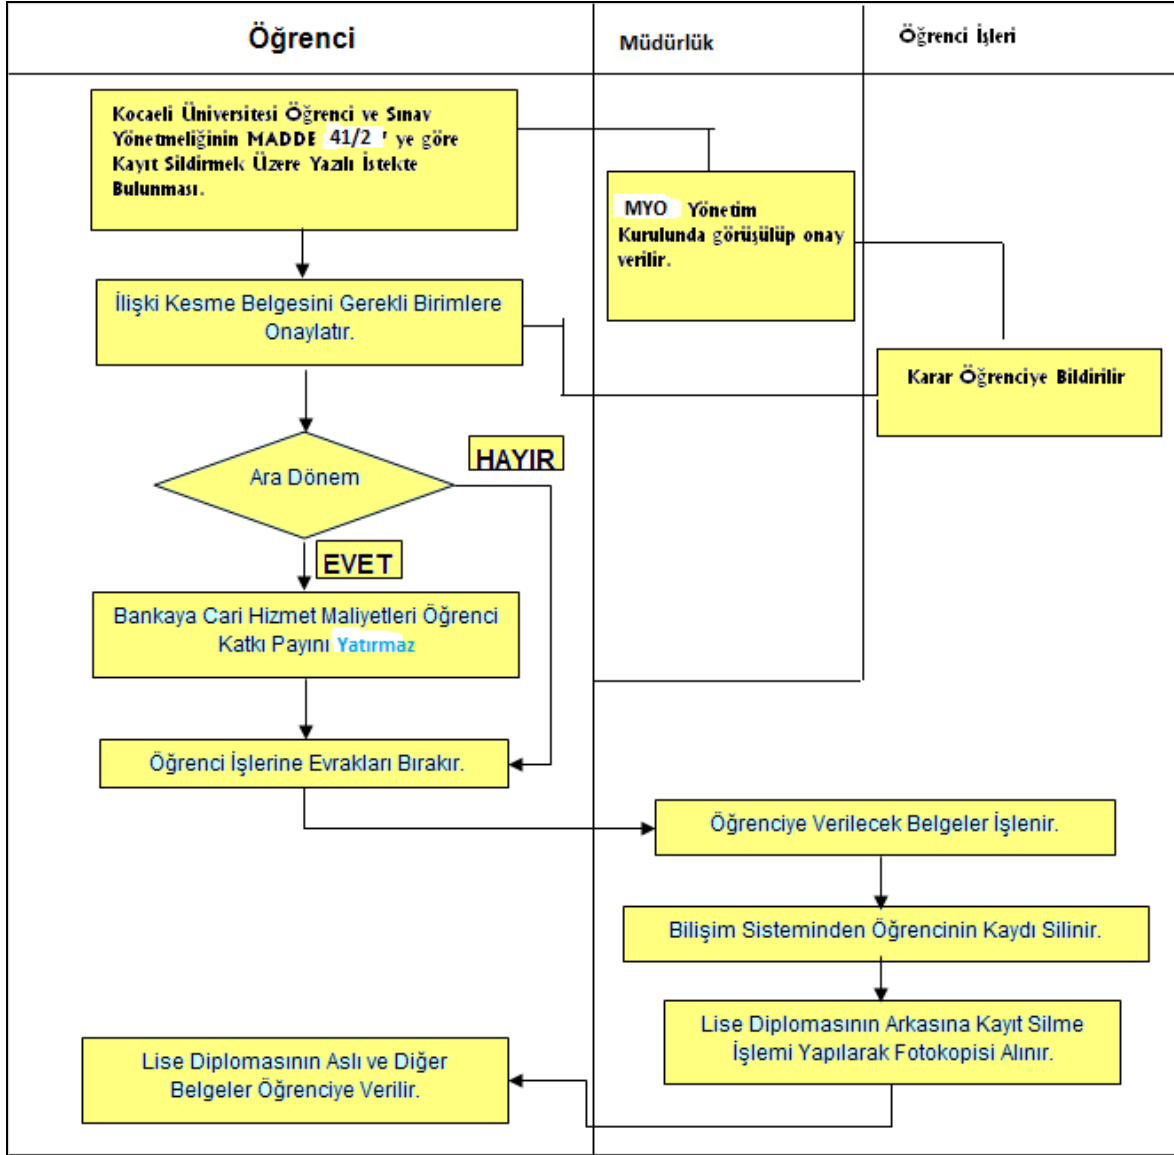 Öğrenci
Müdürlük
Öğrenci İşleri
Kocaeli Üniversitesi Öğrenci ve Sınav
Yönetmeliğinin MADDE 41/2 ' ye göre
Kayıt Sildirmek Üzere Yazılı İstekte
Bulunması.
MYO Yönetim
Kurulunda görüşülüp onay
verilir.
İlişki Kesme Belgesini Gerekli Birimlere
Onaylatır.
Karar Öğrenciye Bildirilir
HAYIR
Ara Dönem
EVET
Bankaya Cari Hizmet Maliyetleri Öğrenci
Katkı Payını Yatırmaz
Öğrenci İşlerine Evrakları Bırakır.
Öğrenciye Verilecek Belgeler İşlenir.
Bilişim Sisteminden Öğrencinin Kaydı Silinir.
Lise Diplomasının Arkasına Kayıt Silme
İşlemi Yapılarak Fotokopisi Alınır.
Lise Diplomasının Aslı ve Diğer
Belgeler Öğrenciye Verilir.